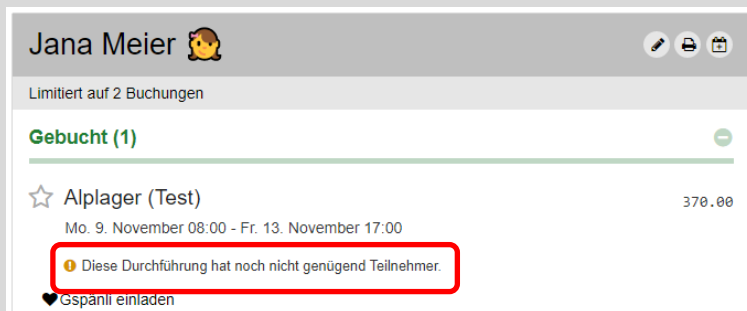 Jana Meier
Limitiert auf 2 Buchungen
Gebucht (1)
Alplager (Test) 370.00
Mo. 9. November 08:00 - Fr. 13. November 17:00
Diese Durchführung hat noch nicht genügend Teilnehmer.
Gspänli einladen